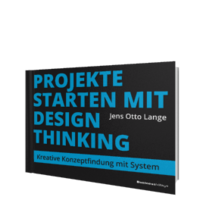 PROJEKTE
STARTEN MIT
DESIGN
Jens Otto Lange
THINKING
Kreative Konzeptfindung mit System